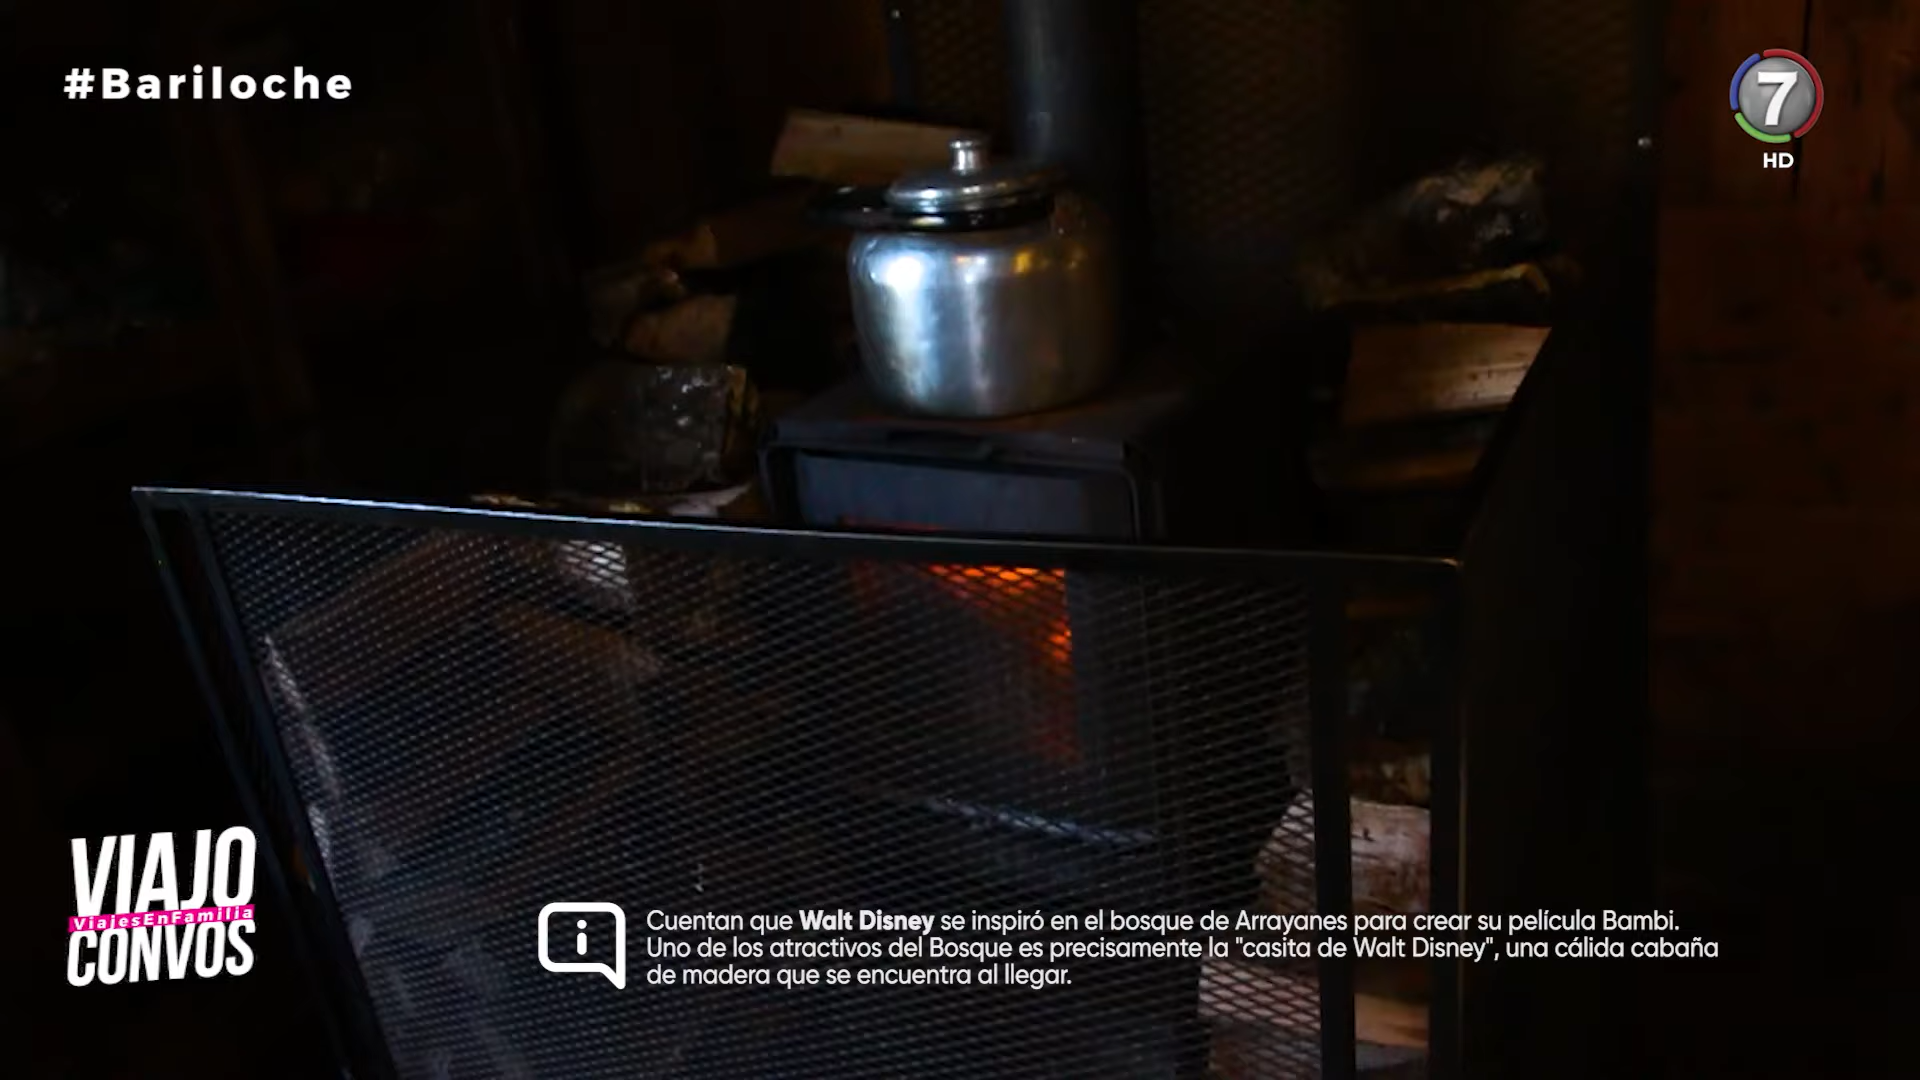 #Bariloche
7
HD
VIAJO
ViajesEnFamilia
CONVOS
Cuentan que Walt Disney se inspiró en el bosque de Arrayanes para crear su película Bambi.
Uno de los atractivos del Bosque es precisamente la "casita de Walt Disney", una cálida cabaña
de madera que se encuentra al llegar.